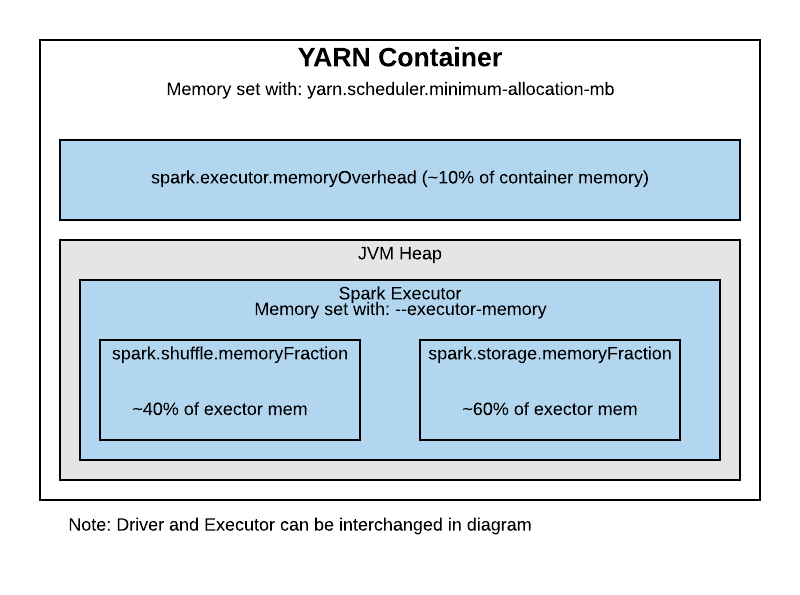 YARN Container
Memory set with: yarn.scheduler.minimum-allocation-mb
spark.executor.memoryOverhead (~10% of container memory)
JVM Heap
Spark Executor
Memory set with: --executor-memory
spark.shuffle.memoryFraction
~40% of exector mem
spark.storage.memoryFraction
~60% of exector mem
Note: Driver and Executor can be interchanged in diagram